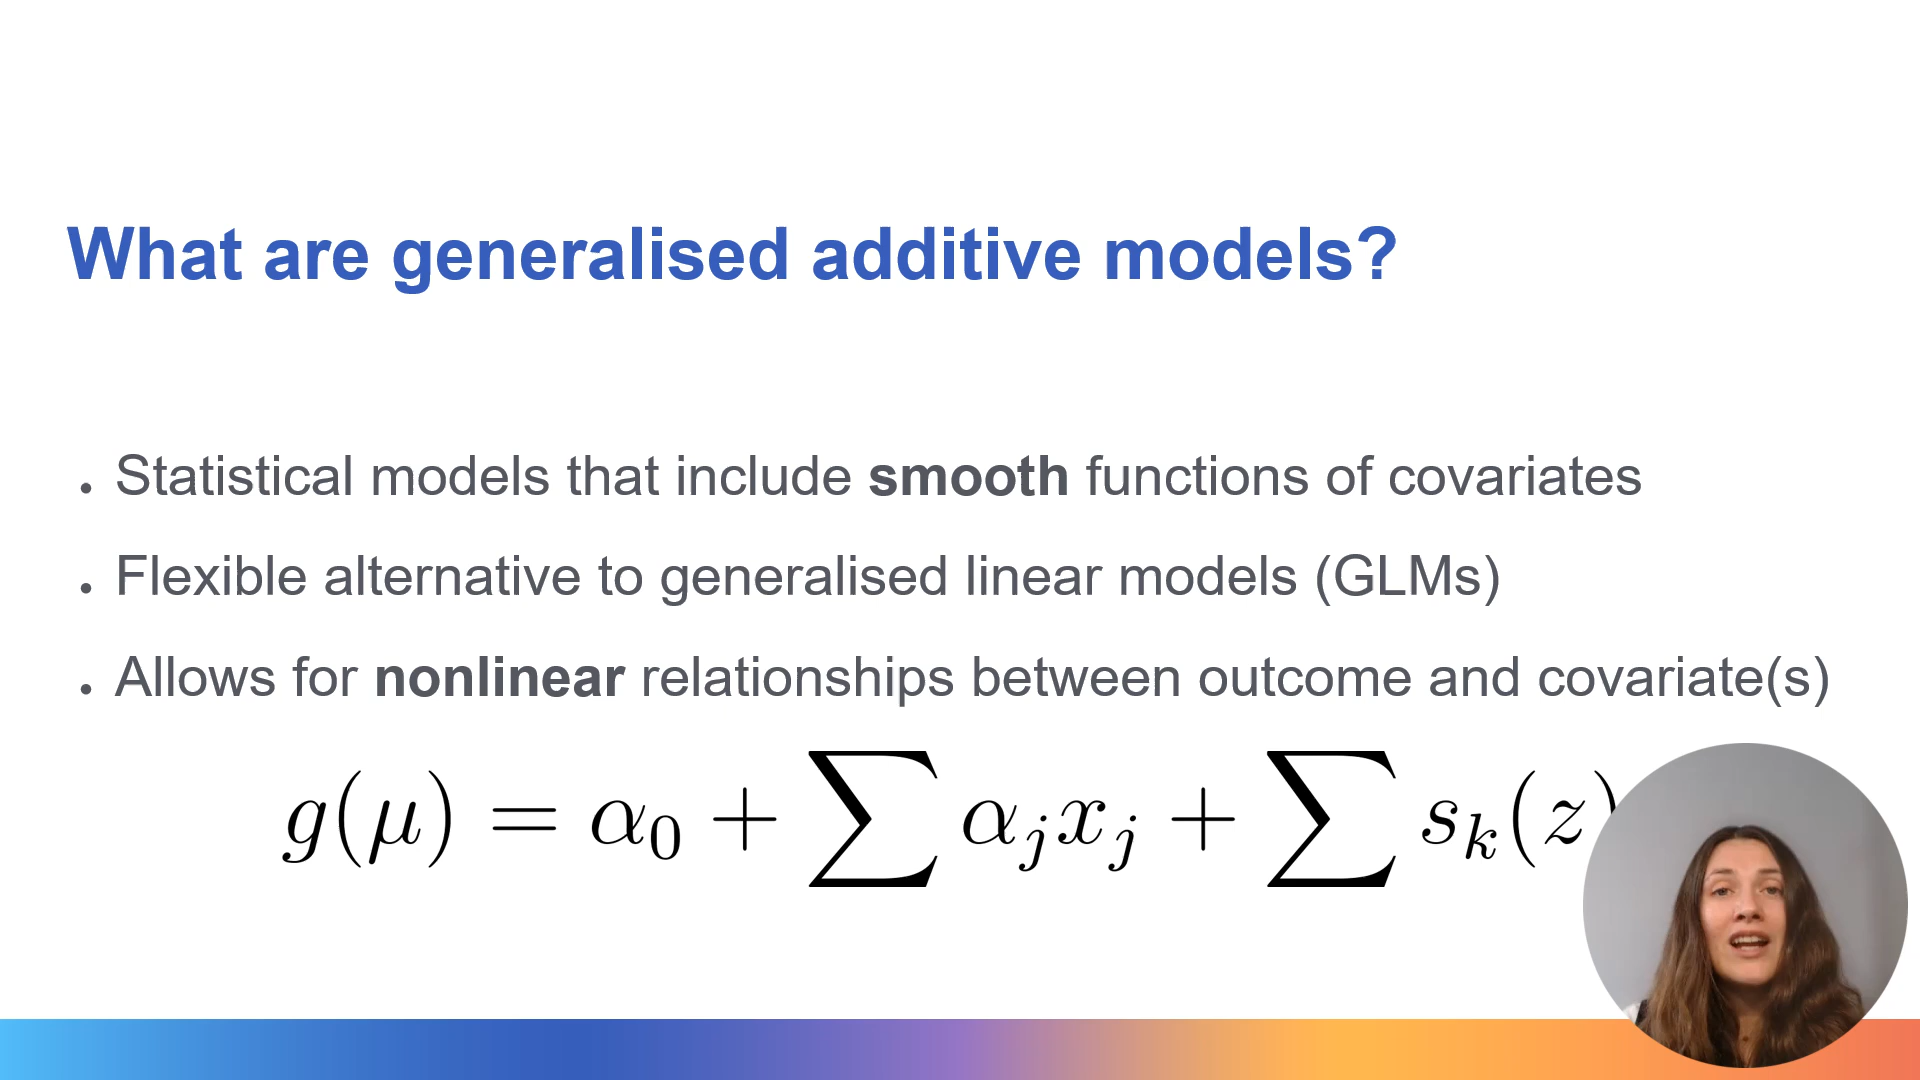 What are generalised additive models?
• Statistical models that include smooth functions of covariates
• Flexible alternative to generalised linear models (GLMs)
• Allows for nonlinear relationships between outcome and covariate(s)
g(μ) = α₀ + ∑ αⱼxⱼ + ∑ sₖ(z)